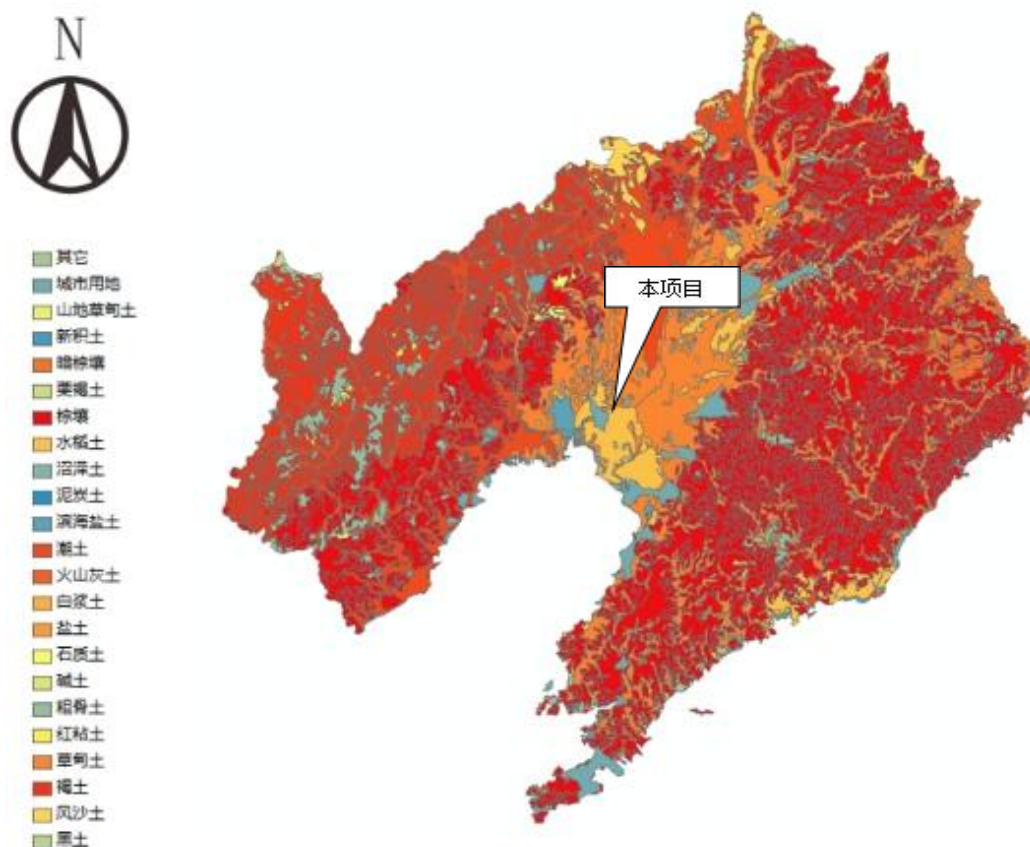 N
其它
城市用地
山地草甸土
新积土
暗棕壤
栗褐土
棕壤
水稻土
沼泽土
泥炭土
滨海盐土
潮土
火山灰土
白浆土
盐土
石质土
碱土
粗骨土
红粘土
草甸土
褐土
风沙土
黑土
本项目